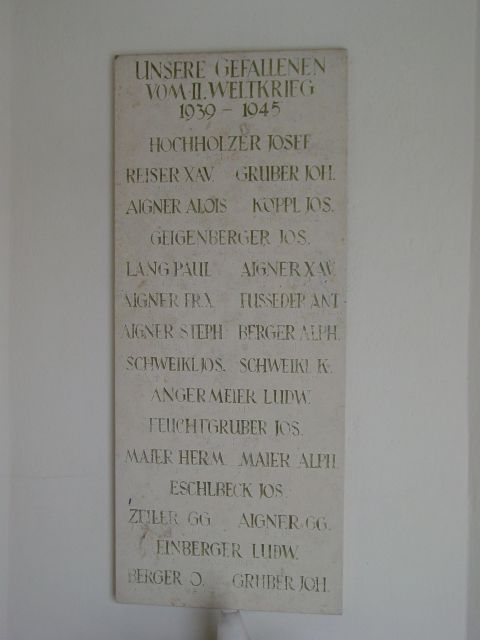 UNSERE GEFALLENEN
VOM II. WELTKRIEG
1939 – 1945
HOCHHOLZER JOSEF
REISER XAV. GRUBER JOH.
AIGNER ALOIS KÖPPL JOS.
GEIGENBERGER JOS.
LANG PAUL AIGNER XAV.
AIGNER FR.X. FUSSEDER ANT.
AIGNER STEPH. BERGER ALPH.
SCHWEIKL JOS. SCHWEIKL K.
ANGERMEIER LUDW.
FEUCHTGRUBER JOS.
MAIER HERM. MAIER ALPH.
ESCHLBECK JOS.
ZEILER GG. AIGNER GG.
EINBERGER LUDW.
BERGER O. GRUBER JOH.